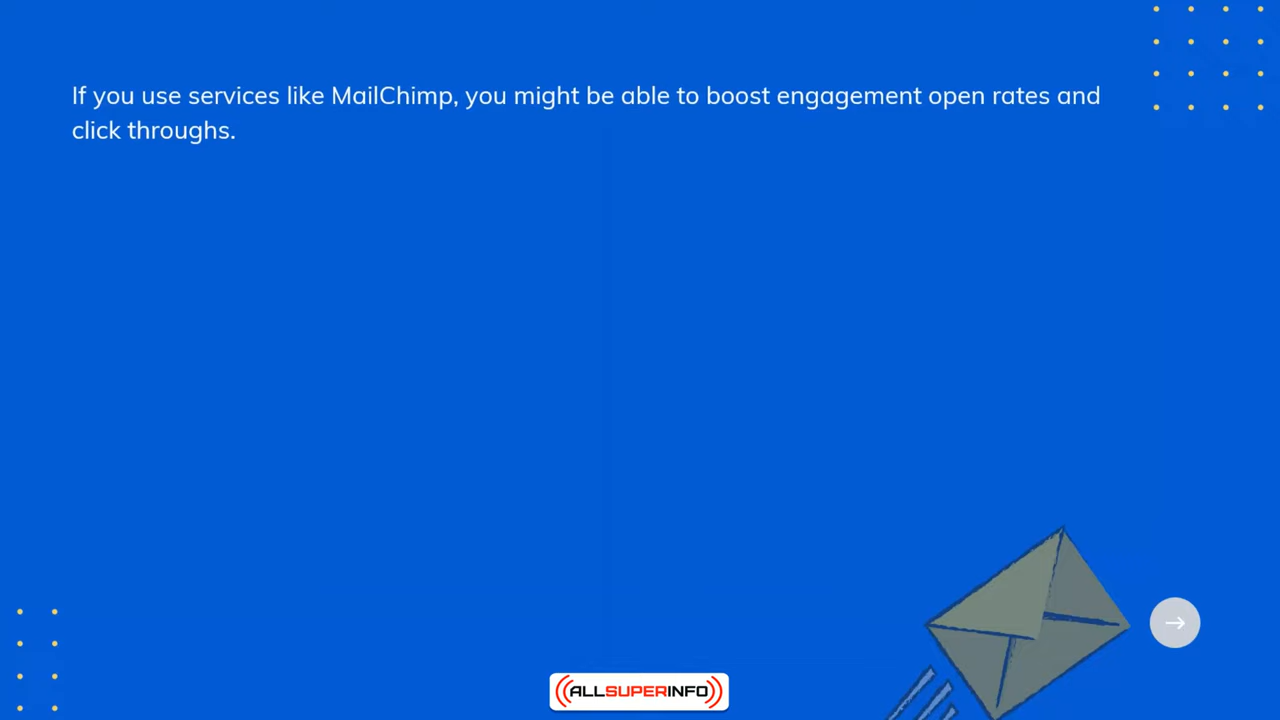 If you use services like MailChimp, you might be able to boost engagement open rates and
click throughs.
ALLSUPERINFO